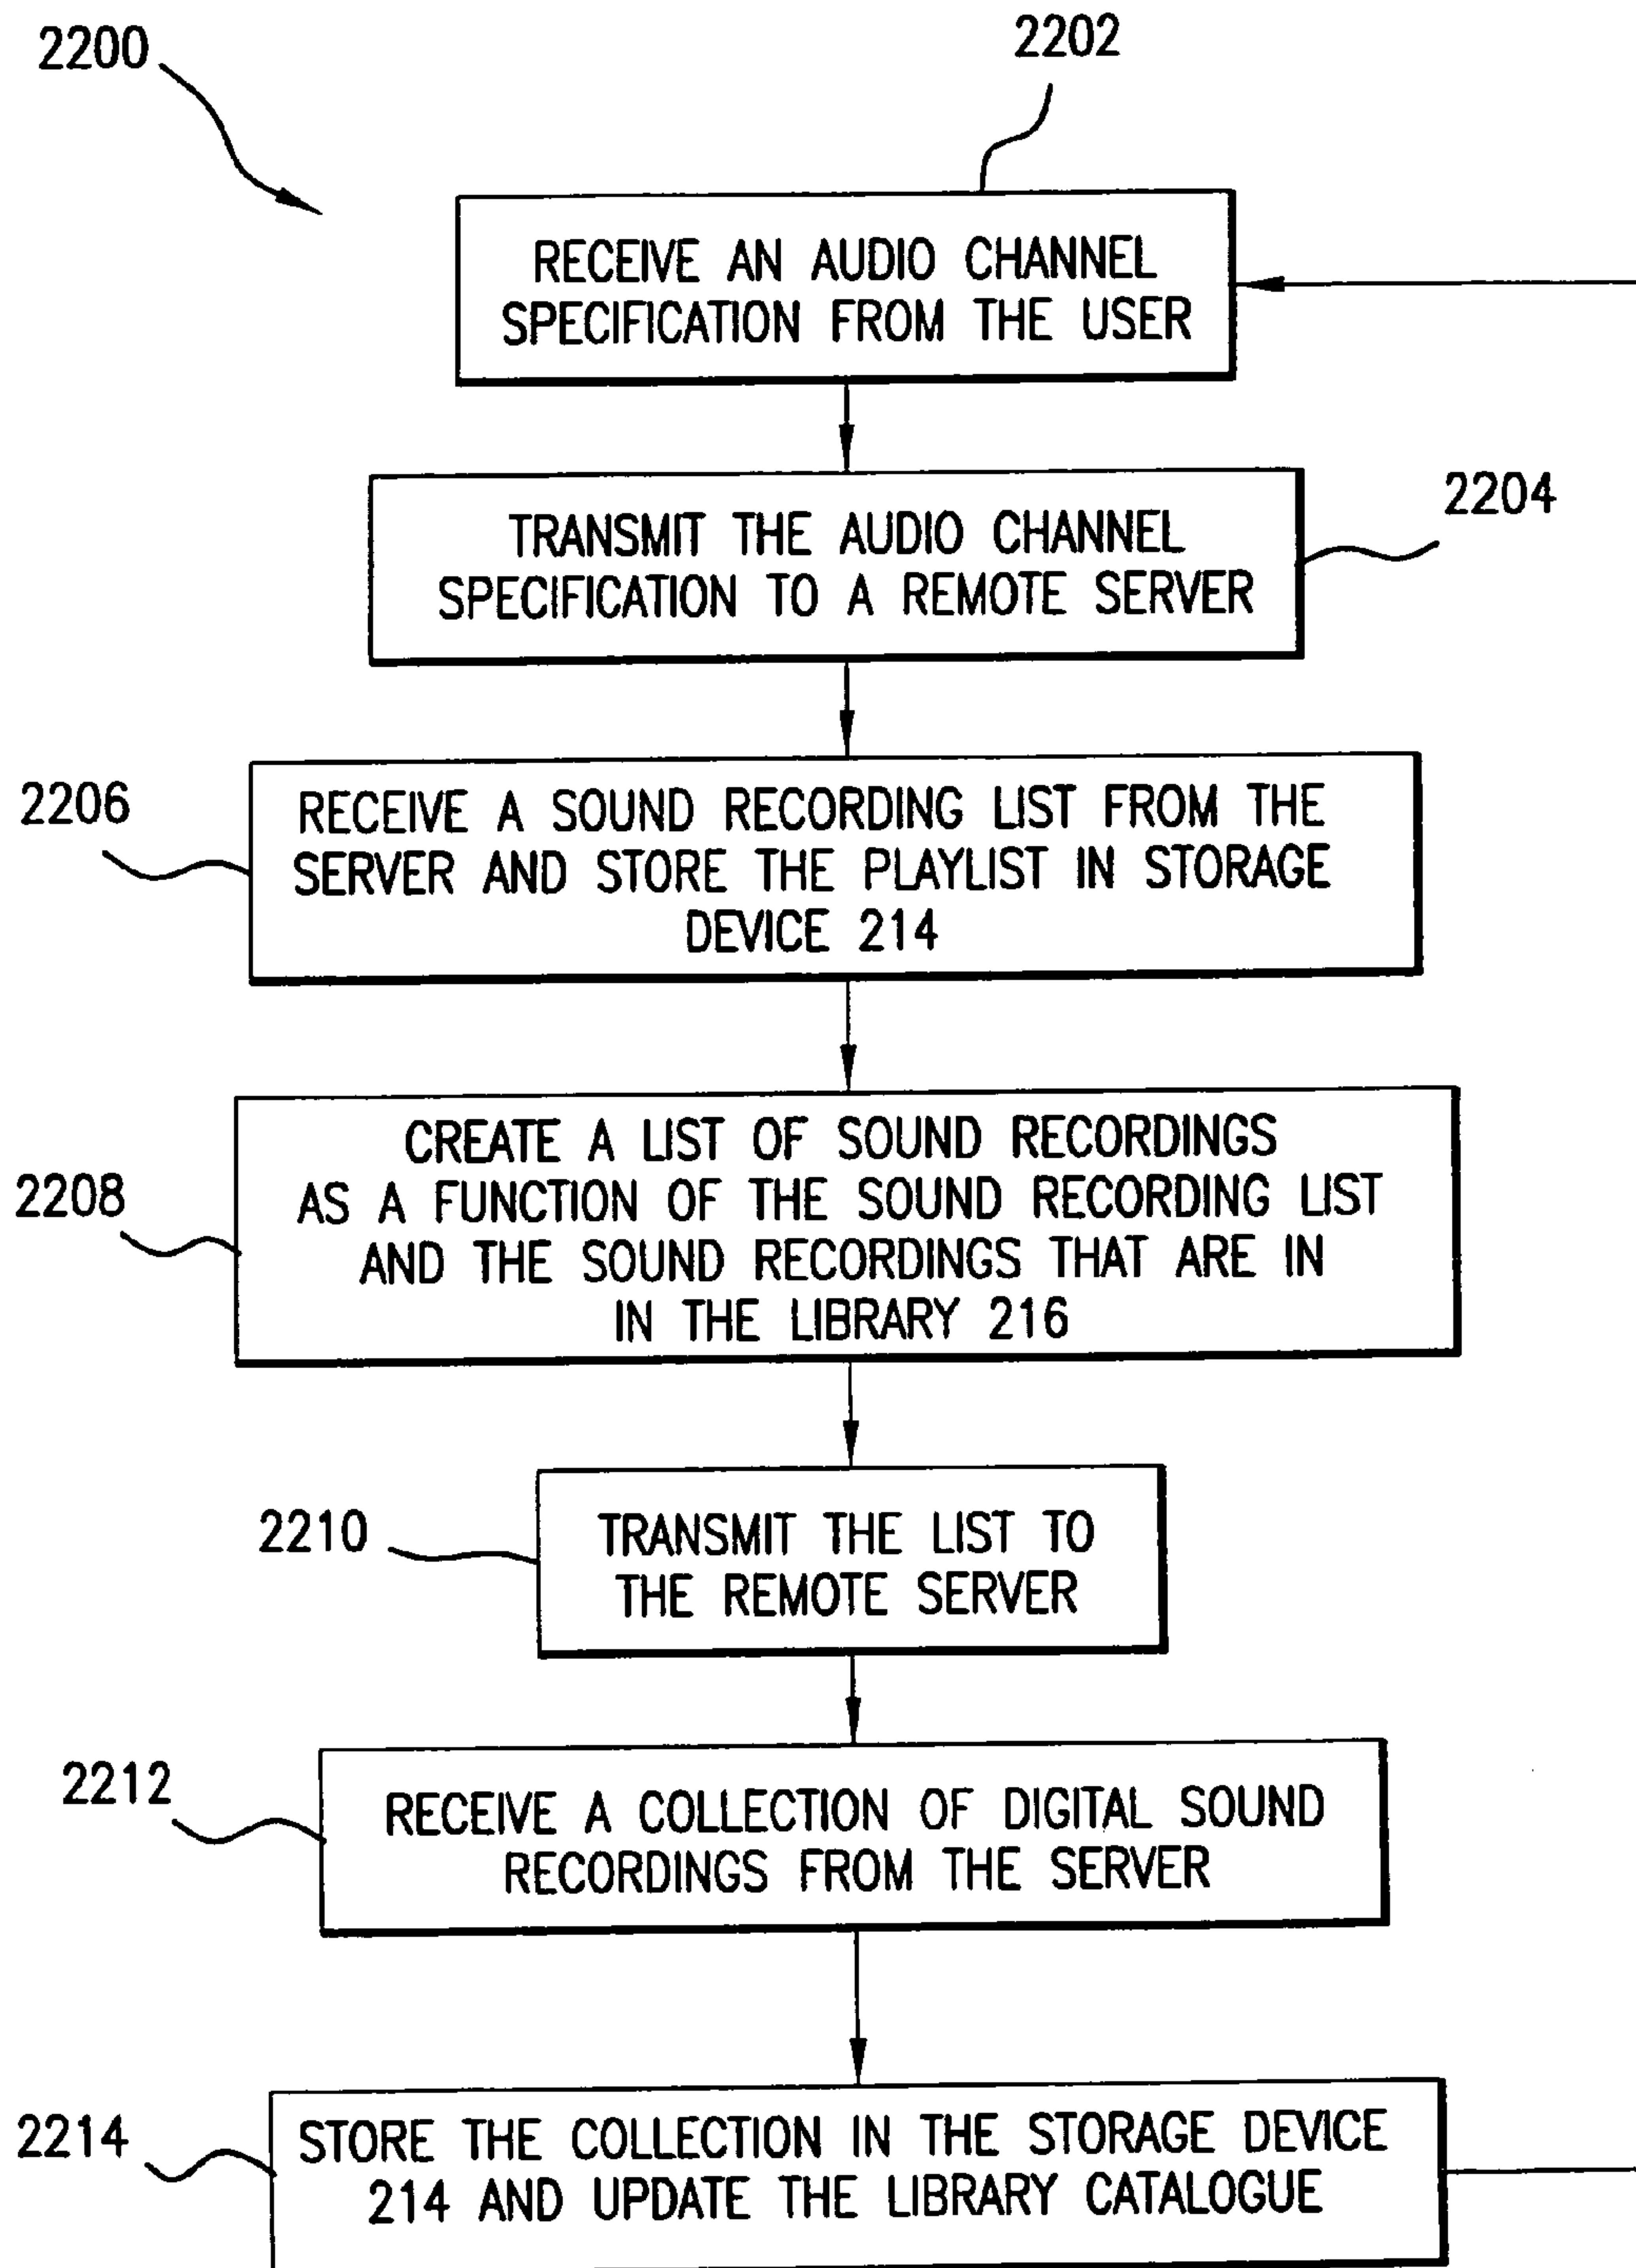 2200
2202
RECEIVE AN AUDIO CHANNEL
SPECIFICATION FROM THE USER
TRANSMIT THE AUDIO CHANNEL
SPECIFICATION TO A REMOTE SERVER
2204
2206
RECEIVE A SOUND RECORDING LIST FROM THE
SERVER AND STORE THE PLAYLIST IN STORAGE
DEVICE 214
2208
CREATE A LIST OF SOUND RECORDINGS
AS A FUNCTION OF THE SOUND RECORDING LIST
AND THE SOUND RECORDINGS THAT ARE IN
IN THE LIBRARY 216
2210
TRANSMIT THE LIST TO
THE REMOTE SERVER
2212
RECEIVE A COLLECTION OF DIGITAL SOUND
RECORDINGS FROM THE SERVER
2214
STORE THE COLLECTION IN THE STORAGE DEVICE
214 AND UPDATE THE LIBRARY CATALOGUE